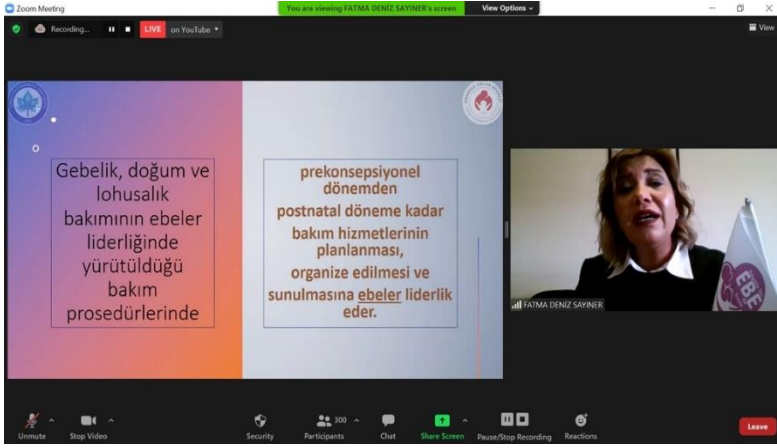 Zoom Meeting
You are viewing FATMA DENİZ SAYINER's screen
View Options
Recording...
LIVE on YouTube
View
Gebelik, doğum ve
lohusalık
bakımının ebeler
liderliğinde
yürütüldüğü
bakım
prosedürlerinde
prekonsepsiyonel
dönemden
postnatal döneme kadar
bakım hizmetlerinin
planlanması,
organize edilmesi ve
sunulmasına ebeler liderlik
eder.
EBE
FATMA DENİZ SAYINER
Unmute
Stop Video
Security
Participants
300
Chat
Share Screen
Pause/Stop Recording
Reactions
Leave